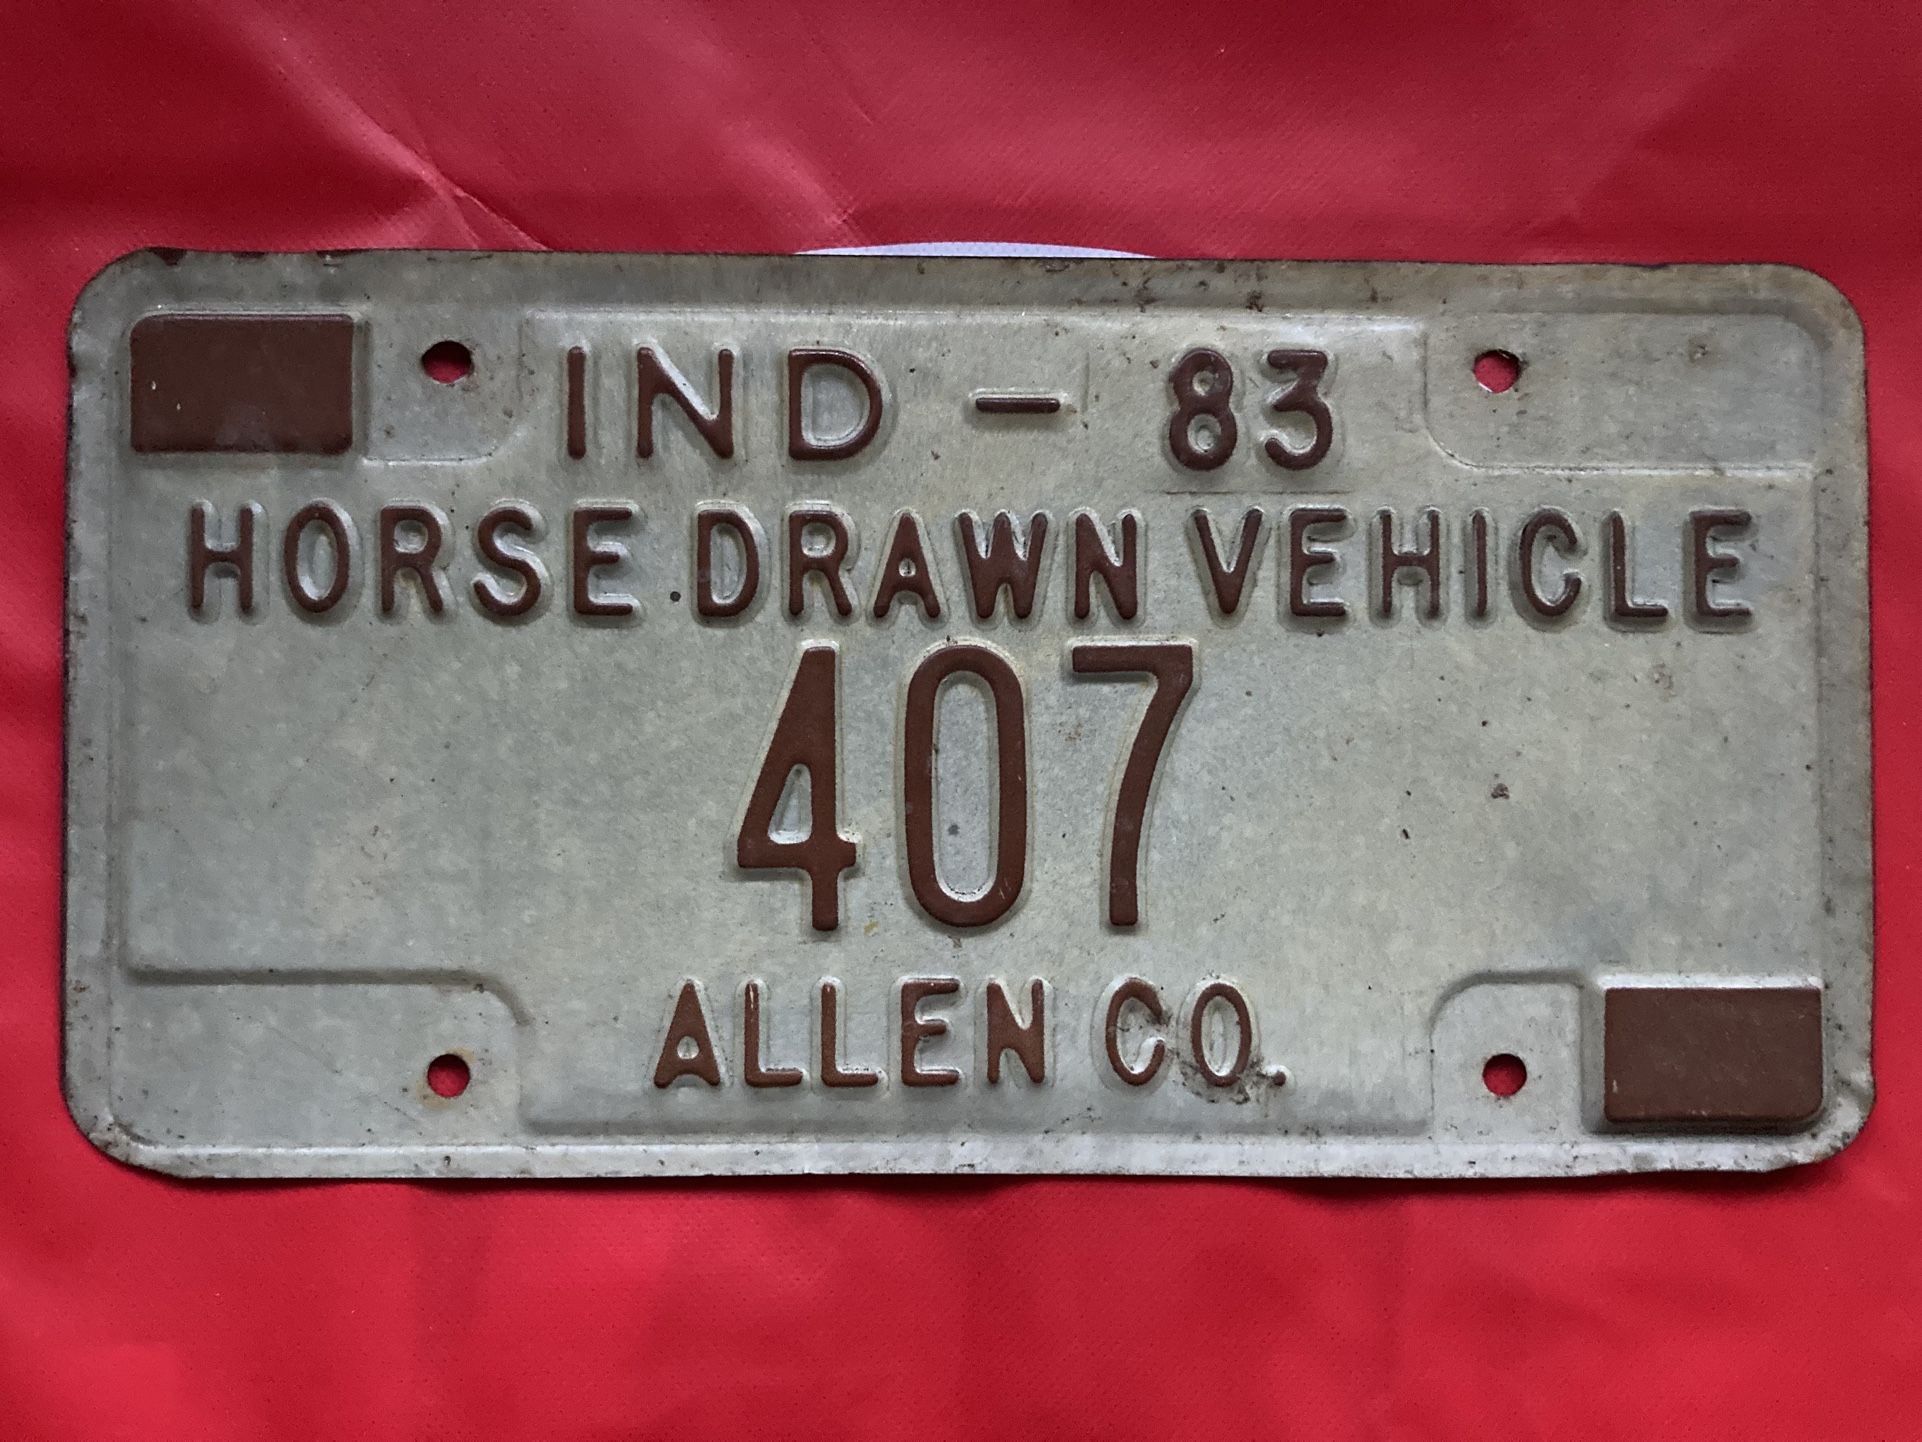 IND - 83
HORSE DRAWN VEHICLE
407
ALLEN CO.